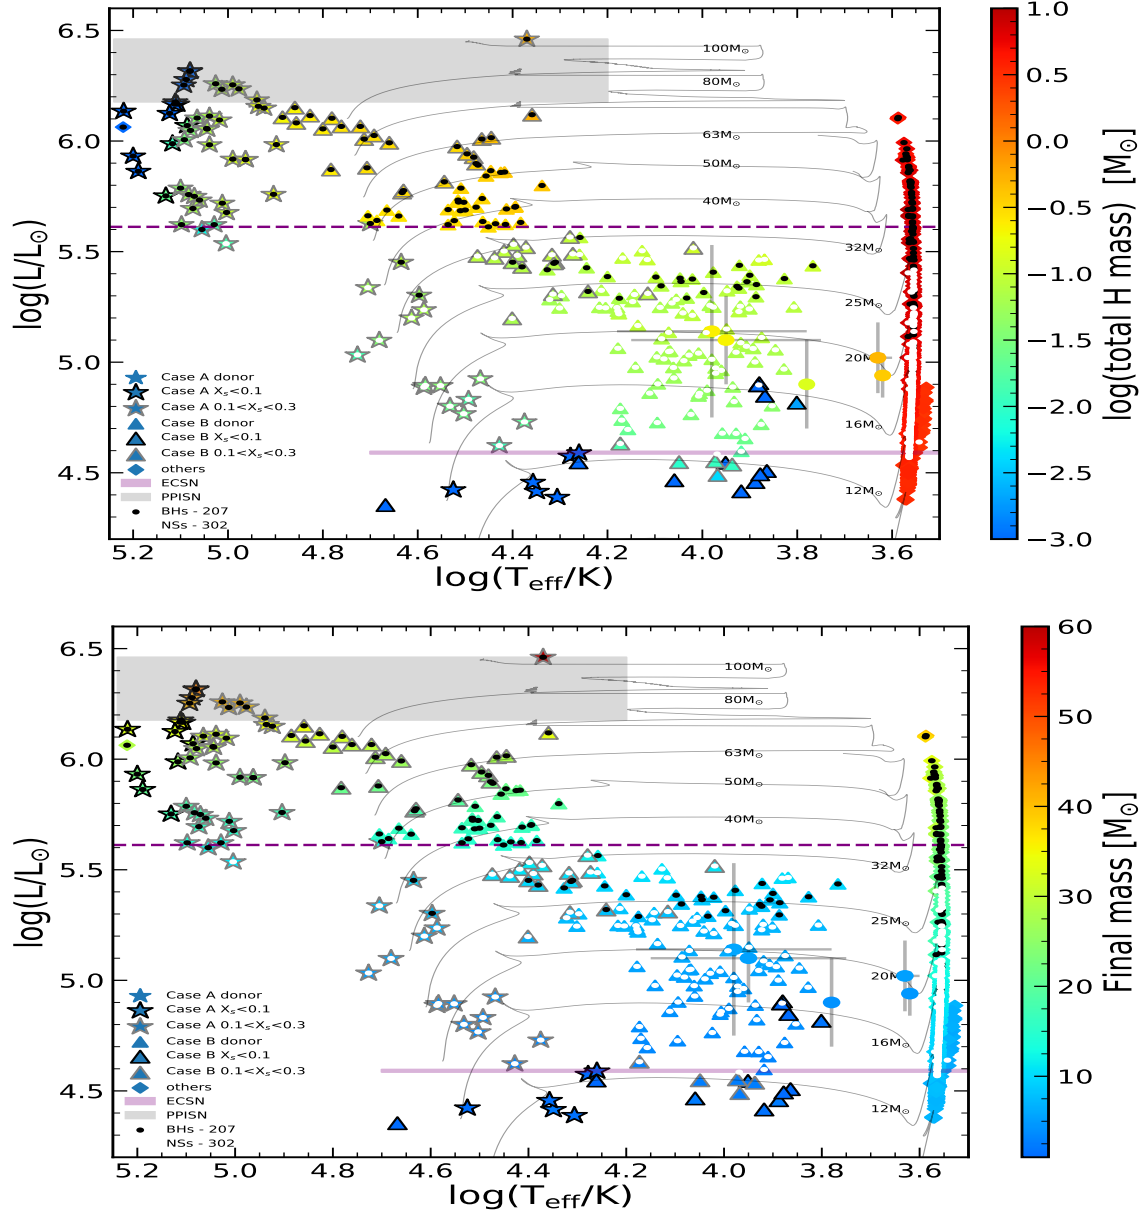 6.5
6.0
5.5
5.0
4.5
log(L/L⊙)
100M⊙
80M⊙
63M⊙
50M⊙
40M⊙
32M⊙
25M⊙
20M
16M⊙
12M⊙
Case A donor
Case A Xs<0.1
Case A 0.1<Xs<0.3
Case B donor
Case B Xs<0.1
Case B 0.1<Xs<0.3
others
ECSN
PPISN
BHs - 207
NSs - 302
5.2 5.0 4.8 4.6 4.4 4.2 4.0 3.8 3.6
log(Teff/K)
1.0
0.5
0.0
−0.5
−1.0
−1.5
−2.0
−2.5
−3.0
log(total H mass) [M⊙]
6.5
6.0
5.5
5.0
4.5
log(L/L⊙)
100M⊙
80M⊙
63M⊙
50M⊙
40M⊙
32M⊙
25M⊙
20M
16M⊙
12M⊙
Case A donor
Case A Xs<0.1
Case A 0.1<Xs<0.3
Case B donor
Case B Xs<0.1
Case B 0.1<Xs<0.3
others
ECSN
PPISN
BHs - 207
NSs - 302
5.2 5.0 4.8 4.6 4.4 4.2 4.0 3.8 3.6
log(Teff/K)
60
50
40
30
20
10
Final mass [M⊙]